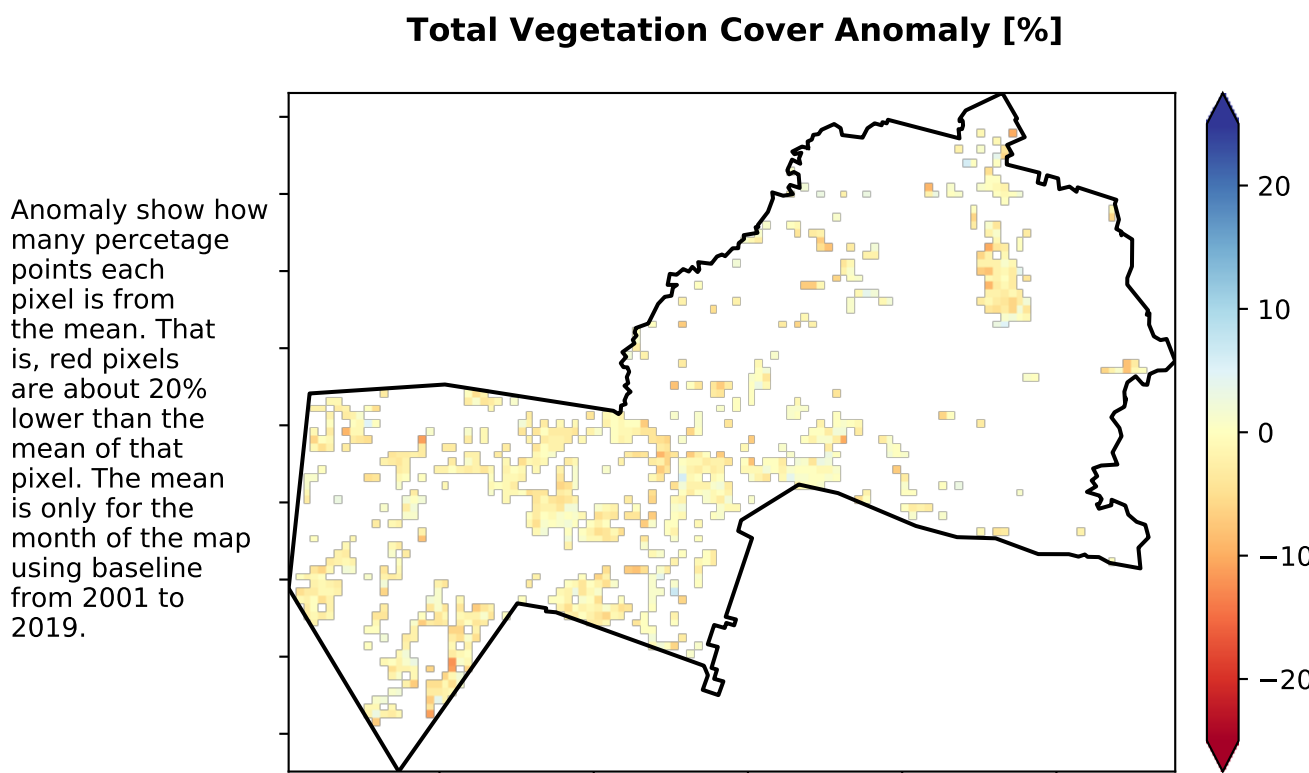 Total Vegetation Cover Anomaly [%]
Anomaly show how
many percetage
points each
pixel is from
the mean. That
is, red pixels
are about 20%
lower than the
mean of that
pixel. The mean
is only for the
month of the map
using baseline
from 2001 to
2019.
20
10
0
−10
−20